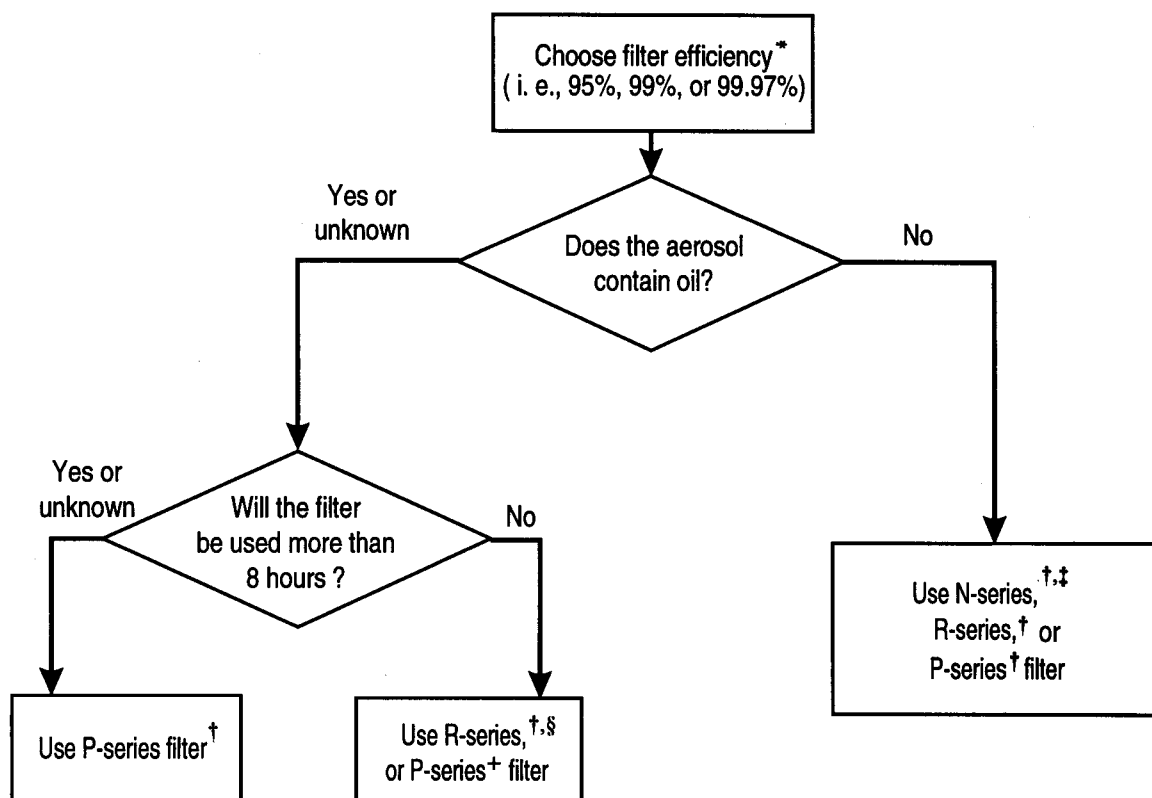 Choose filter efficiency*
( i. e., 95%, 99%, or 99.97%)
Yes or
unknown
Does the aerosol
contain oil?
No
Yes or
unknown
Will the filter
be used more than
8 hours ?
No
Use N-series,†,‡
R-series,† or
P-series† filter
Use P-series filter†
Use R-series,†,§
or P-series+ filter